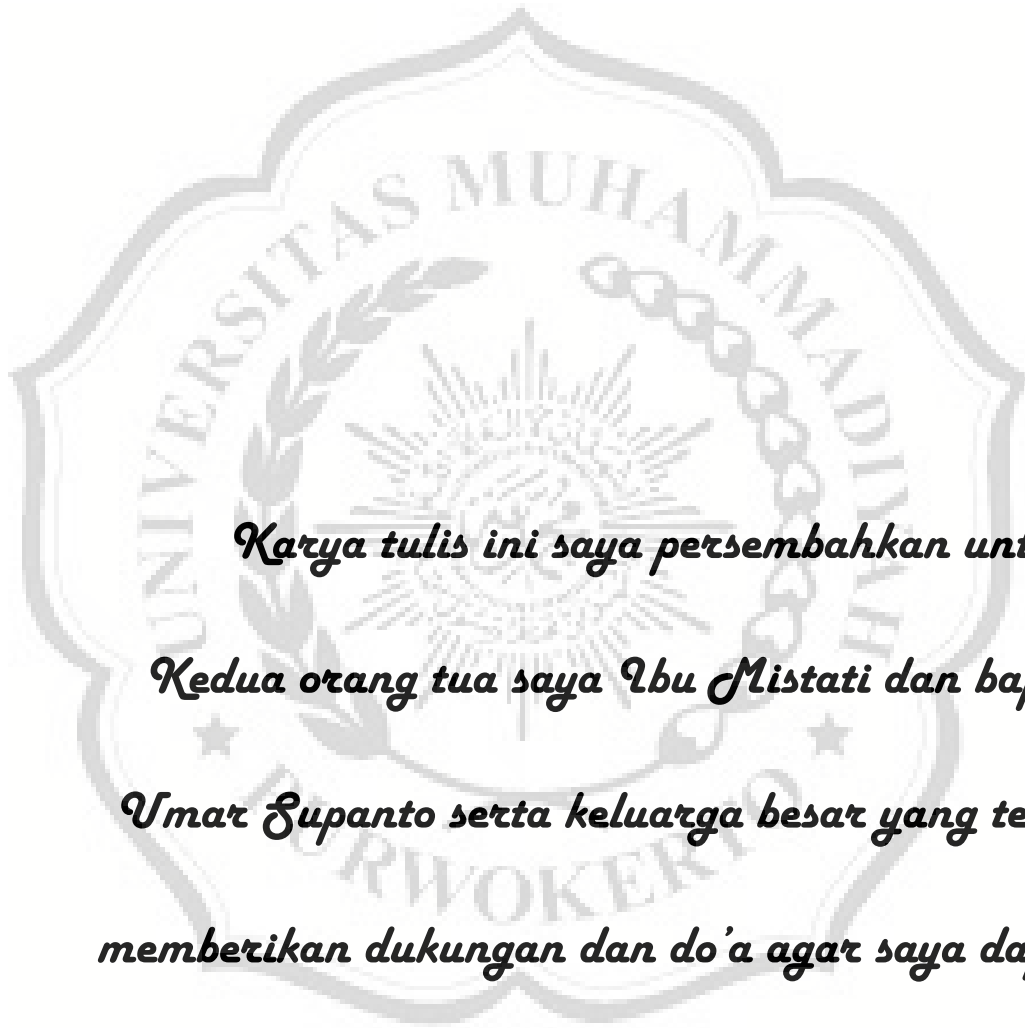 UNIVERSITAS MUHAMMADIYAH
Karya tulis ini saya persembahkan unt
Kedua orang tua saya Ibu Mistati dan bap
Umar Supanto serta keluarga besar yang te
PURWOKERTO
memberikan dukungan dan do'a agar saya dap